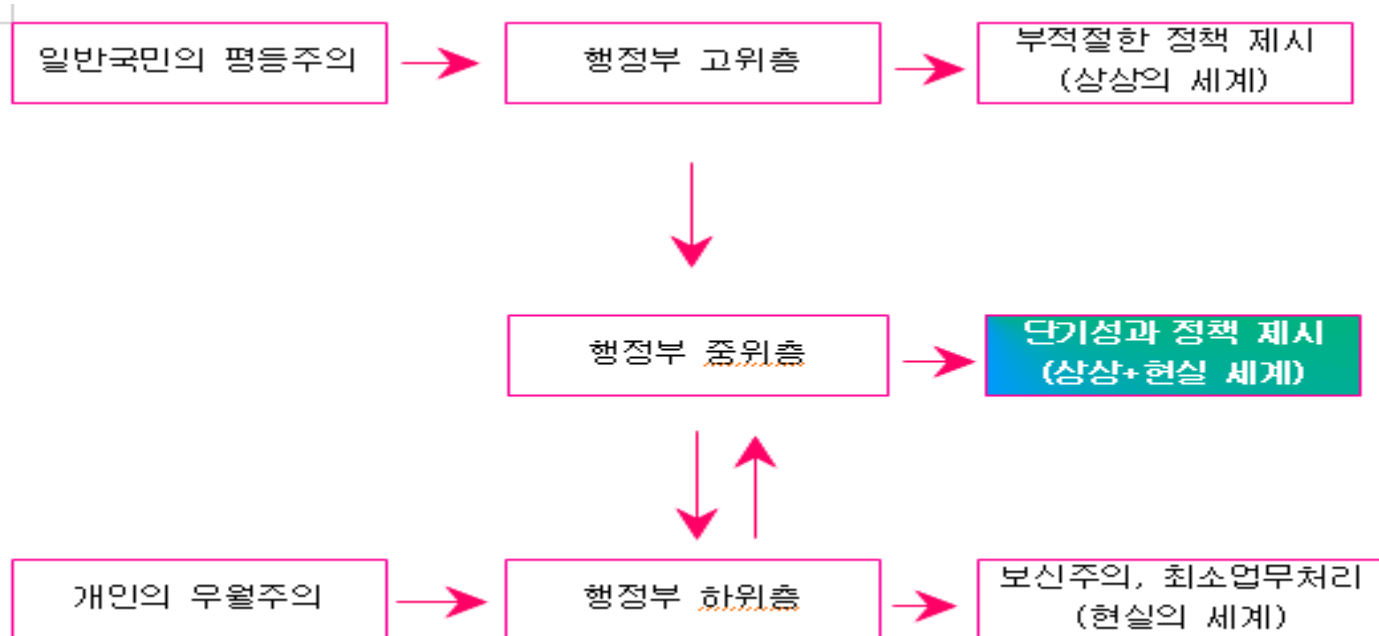 일반국민의 평등주의
행정부 고위층
부적절한 정책 제시
(상상의 세계)
행정부 중위층
단기성과 정책 제시
(상상+현실 세계)
개인의 우월주의
행정부 하위층
보신주의, 최소업무처리
(현실의 세계)